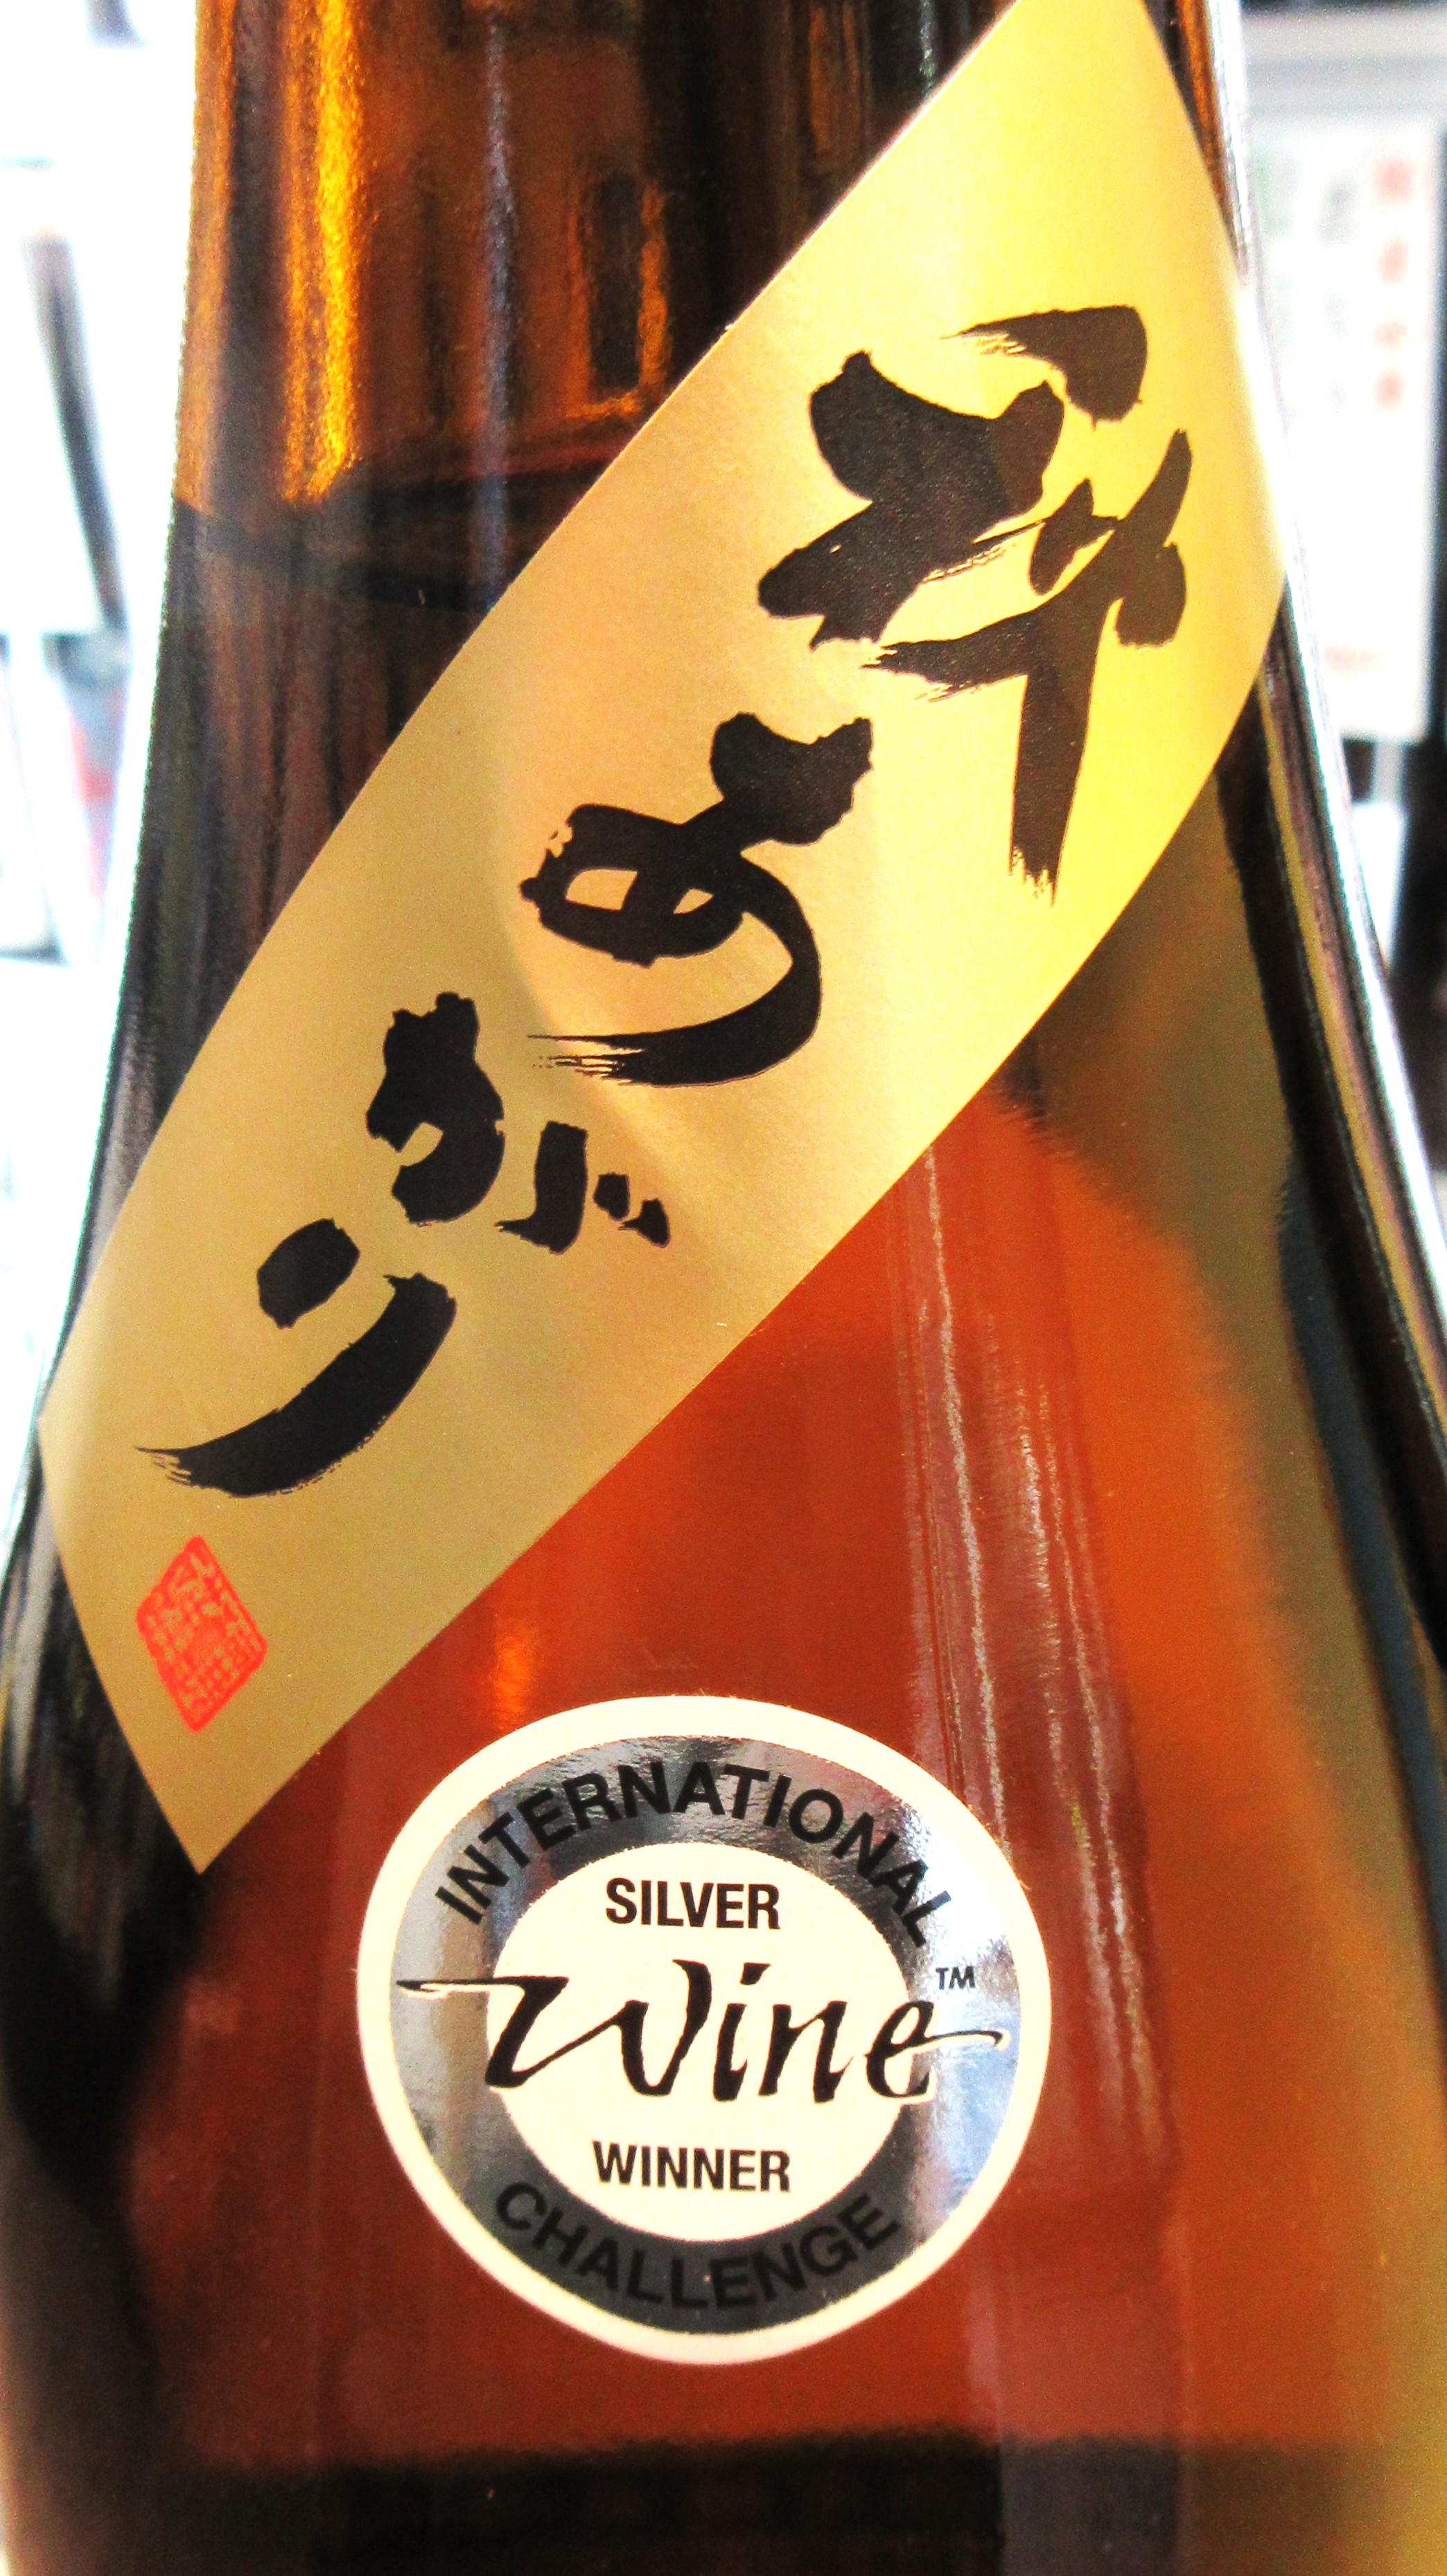 秋あがり
INTERNATIONAL
SILVER
Wine™
WINNER
CHALLENGE